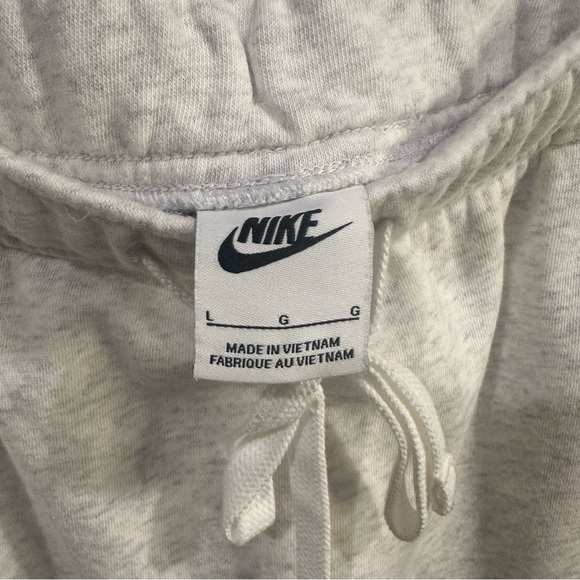 NIKE
L G G
MADE IN VIETNAM
FABRIQUE AU VIETNAM